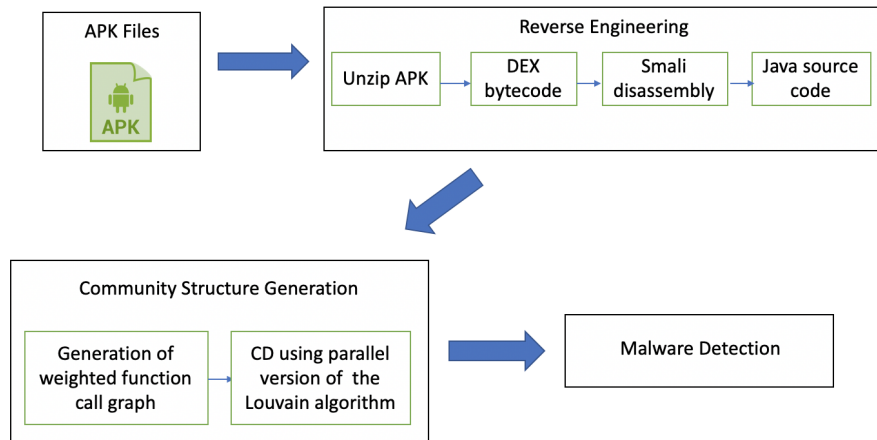 APK Files
APK
Reverse Engineering
Unzip APK
DEX
bytecode
Smali
disassembly
Java source
code
Community Structure Generation
Generation of
weighted function
call graph
CD using parallel
version of the
Louvain algorithm
Malware Detection